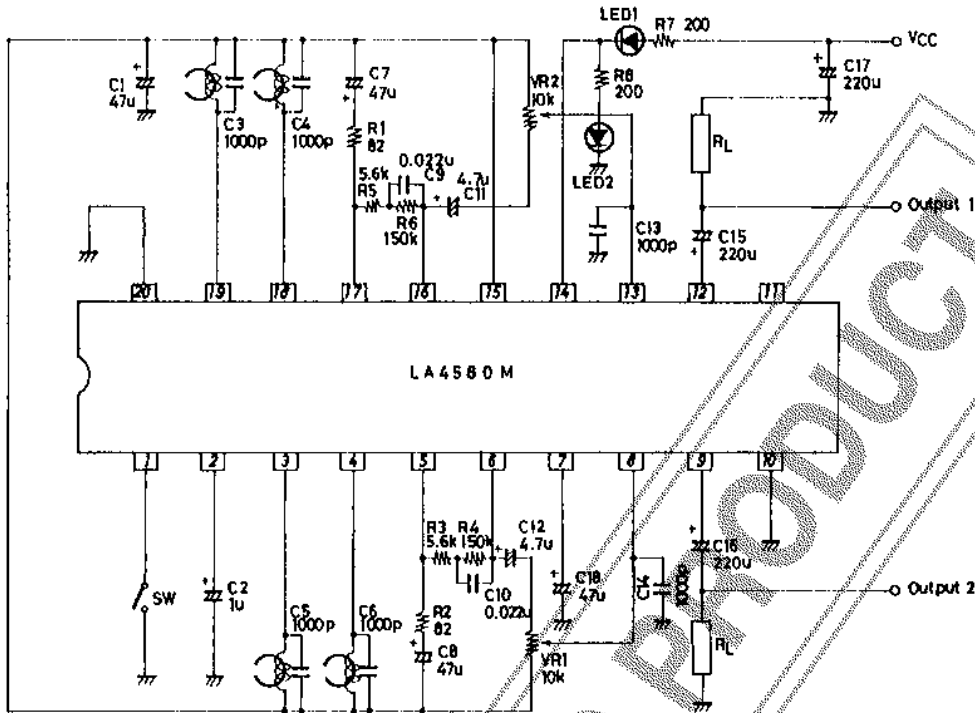 LED1
R7 200
VCC
C1
47u
C3
1000p
C4
1000p
C7
47u
R1
82
VR2
10k
R8
200
LED2
C17
220u
RL
0.022u
C9
5.6k
R5
R6
150k
4.7u
C11
C13
1000p
C15
220u
Output 1
20 19 18 17 16 15 14 13 12 11
LA4580M
1 2 3 4 5 6 7 8 9 10
SW
C2
1u
C5
1000p
C6
1000p
R3
5.6k
R4
150k
C12
4.7u
C10
0.022u
R2
82
C8
47u
VR1
10k
C18
47u
C14
1000p
C16
220u
Output 2
RL
PRODUCT